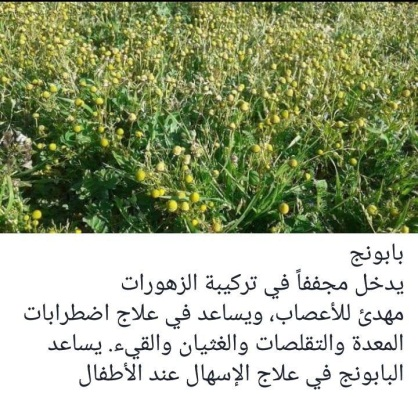 بابونج
يدخل مجففاً في تركيبة الزهورات
مهدئ للأعصاب، ويساعد في علاج اضطرابات
المعدة والتقلصات والغثيان والقيء. يساعد
البابونج في علاج الإسهال عند الأطفال